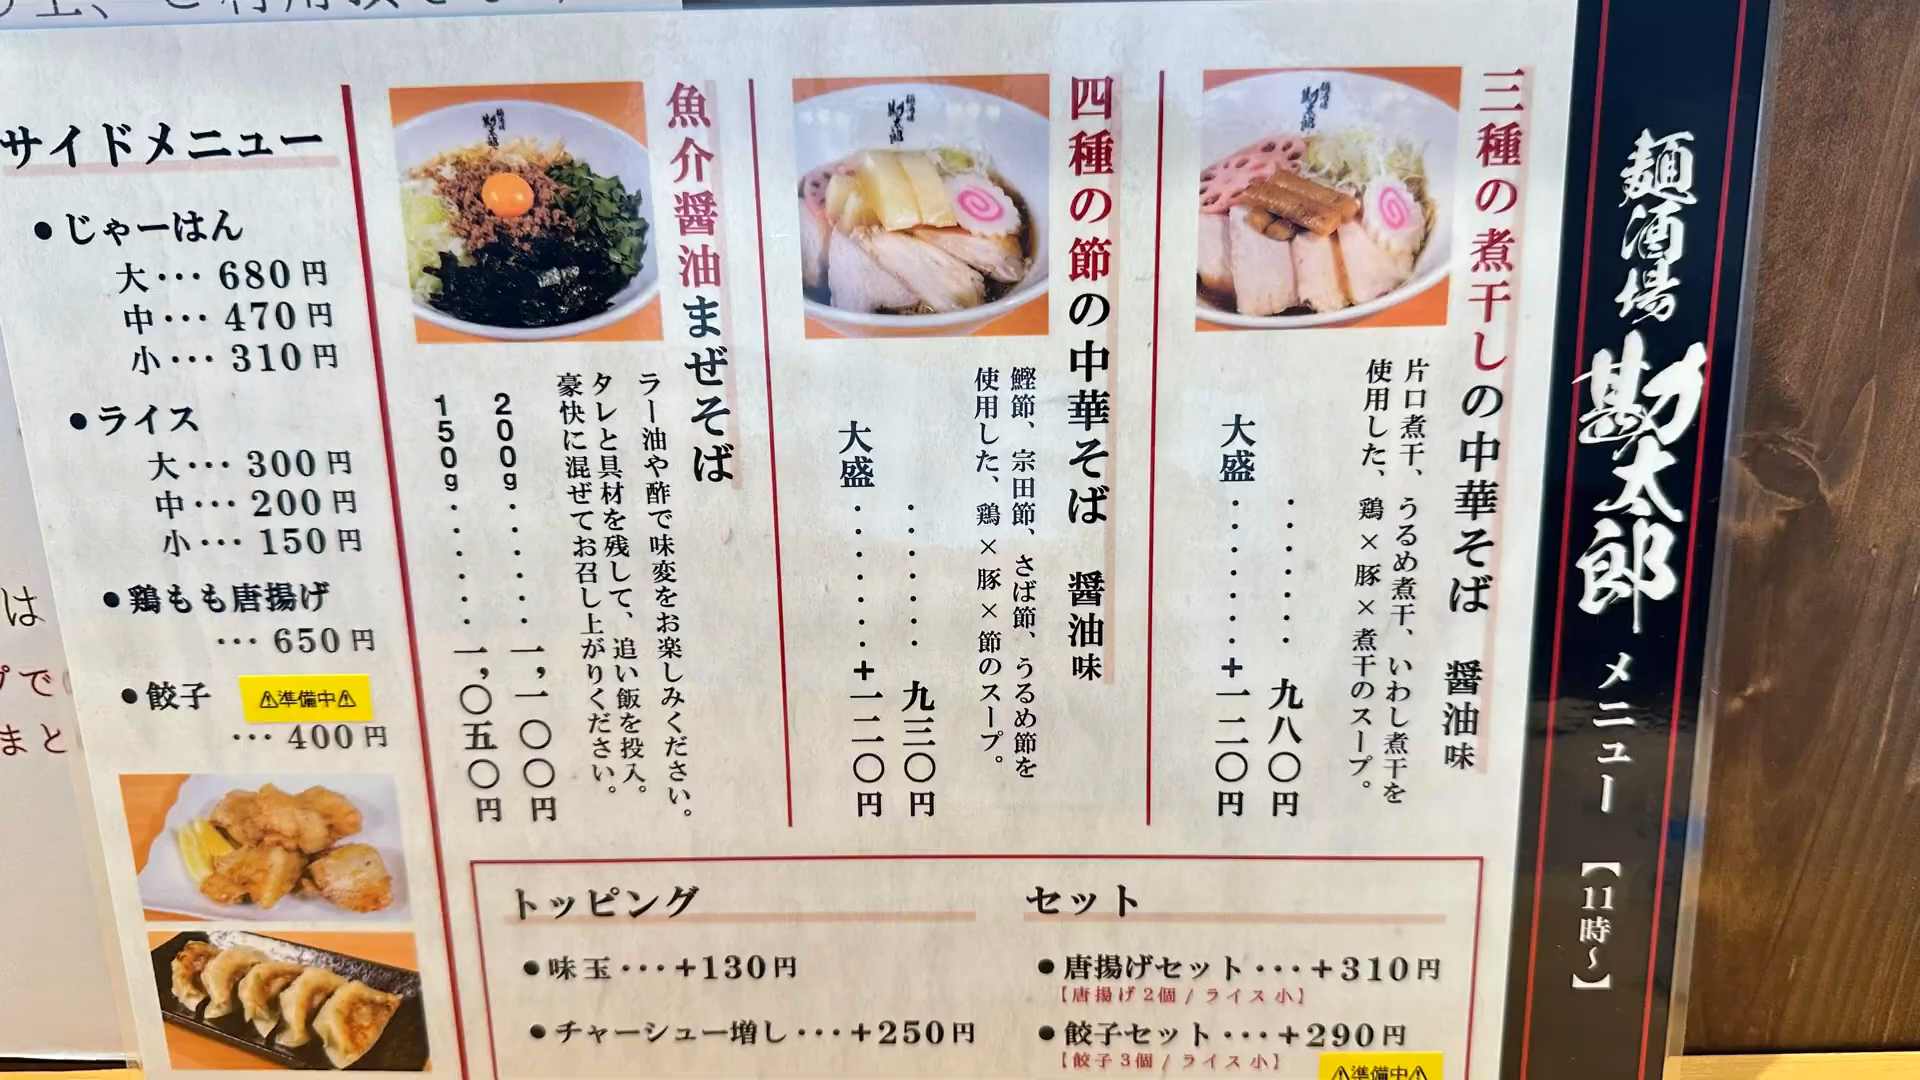 麺酒場
勘太郎
メニュー
【11時～】
三種の煮干しの中華そば 醤油味
片口煮干、うるめ煮干、いわし煮干を
使用した、鶏×豚×煮干のスープ。
・・・・・・・九八〇円
大盛・・・・・・・+一二〇円
四種の節の中華そば 醤油味
鰹節、宗田節、さば節、うるめ節を
使用した、鶏×豚×節のスープ。
・・・・・・・九三〇円
大盛・・・・・・・+一二〇円
魚介醤油まぜそば
ラー油や酢で味変をお楽しみください。
タレと具材を残して、追い飯を投入。
豪快に混ぜてお召し上がりください。
200g・・・・・・一,一〇〇円
150g・・・・・・一,〇五〇円
サイドメニュー
●じゃーはん
大・・・680円
中・・・470円
小・・・310円
●ライス
大・・・300円
中・・・200円
小・・・150円
●鶏もも唐揚げ
・・・650円
●餃子 ⚠準備中⚠
・・・400円
トッピング
●味玉・・・+130円
●チャーシュー増し・・・+250円
セット
●唐揚げセット・・・+310円
【唐揚げ2個 / ライス小】
●餃子セット・・・+290円
【餃子3個 / ライス小】
⚠準備中⚠